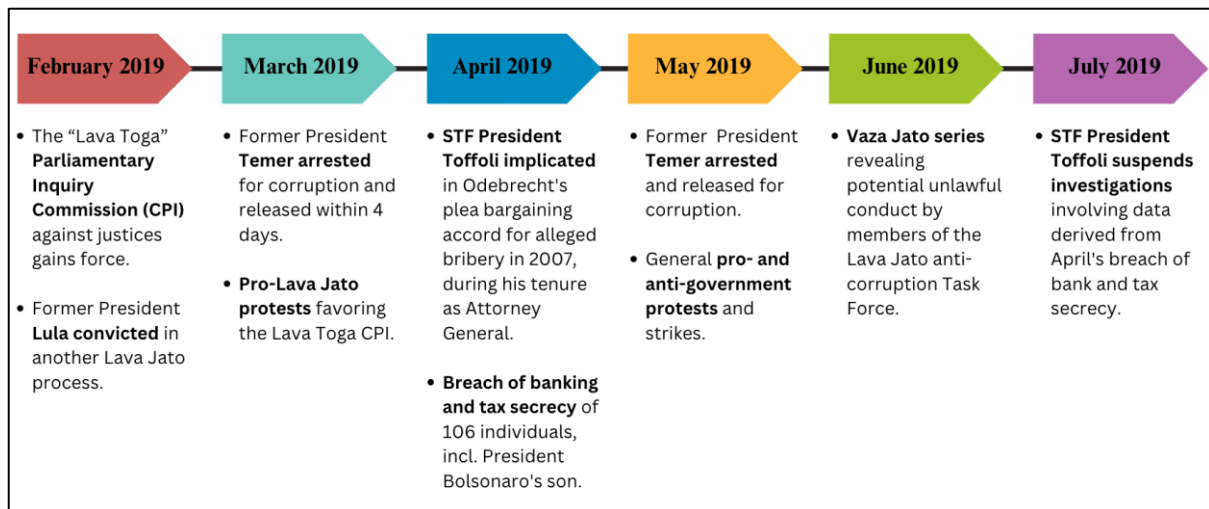 February 2019
March 2019
April 2019
May 2019
June 2019
July 2019
• The “Lava Toga”
Parliamentary
Inquiry
Commission (CPI)
against justices
gains force.
• Former President
Lula convicted in
another Lava Jato
process.
• Former President
Temer arrested
for corruption and
released within 4
days.
• Pro-Lava Jato
protests favoring
the Lava Toga CPI.
• STF President
Toffoli implicated
in Odebrecht's
plea bargaining
accord for alleged
bribery in 2007,
during his tenure
as Attorney
General.
• Breach of banking
and tax secrecy of
106 individuals,
incl. President
Bolsonaro's son.
• Former President
Temer arrested
and released for
corruption.
• General pro- and
anti-government
protests and
strikes.
• Vaza Jato series
revealing
potential unlawful
conduct by
members of the
Lava Jato anti-
corruption Task
Force.
• STF President
Toffoli suspends
investigations
involving data
derived from
April's breach of
bank and tax
secrecy.